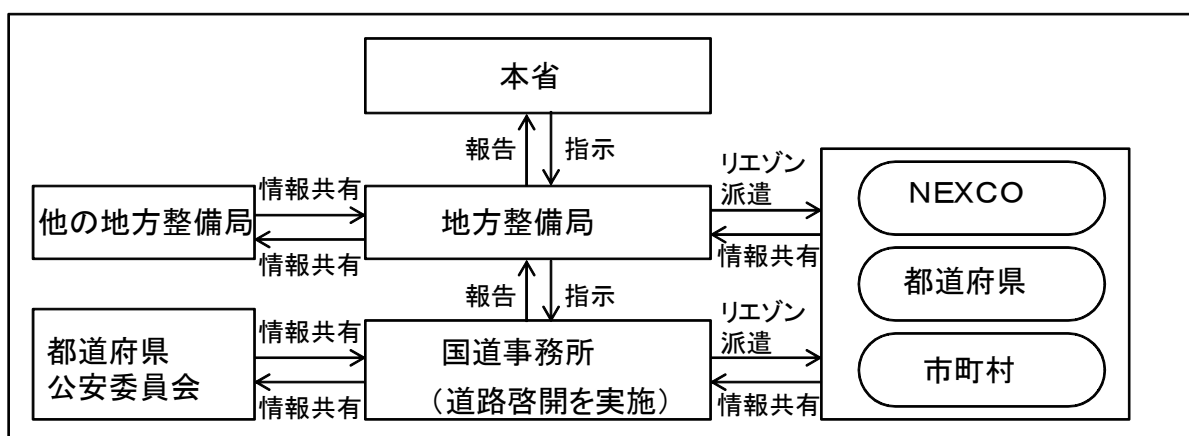 本省
報告
指示
リエゾン
派遣
情報共有
他の地方整備局
地方整備局
NEXCO
情報共有
情報共有
都道府県
報告
指示
リエゾン
派遣
情報共有
都道府県
公安委員会
国道事務所
（道路啓開を実施）
市町村
情報共有
情報共有